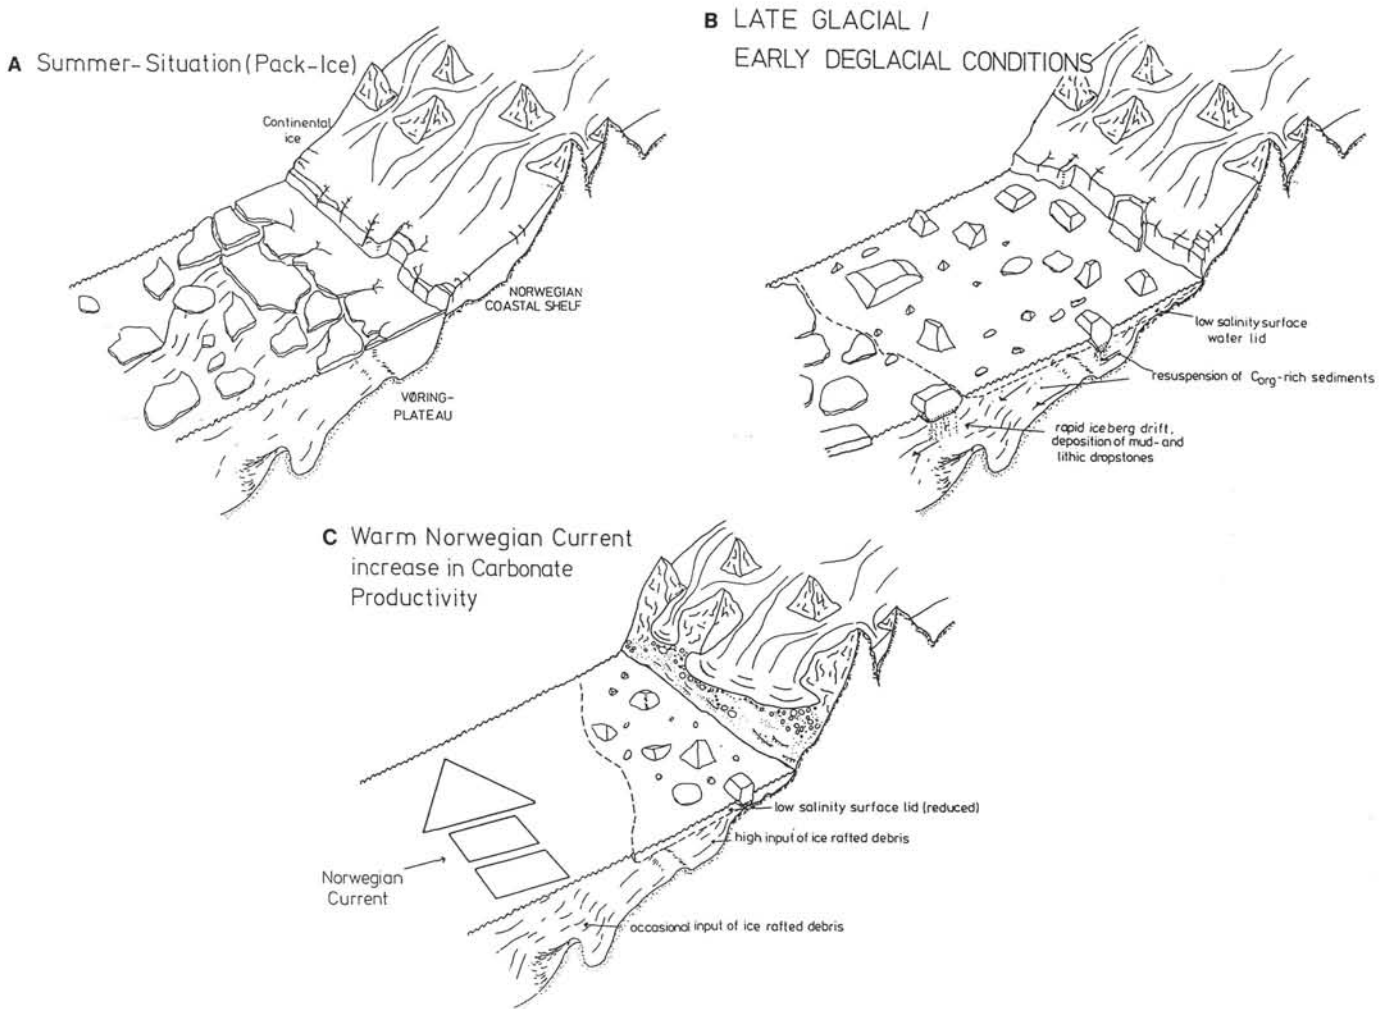 A Summer-Situation (Pack-Ice)
Continental
ice
NORWEGIAN
COASTAL SHELF
VØRING-
PLATEAU
B LATE GLACIAL /
EARLY DEGLACIAL CONDITIONS
low salinity surface
water lid
resuspension of Corg-rich sediments
rapid iceberg drift,
deposition of mud- and
lithic dropstones
C Warm Norwegian Current
increase in Carbonate
Productivity
low salinity surface lid (reduced)
high input of ice rafted debris
Norwegian
Current
occasional input of ice rafted debris